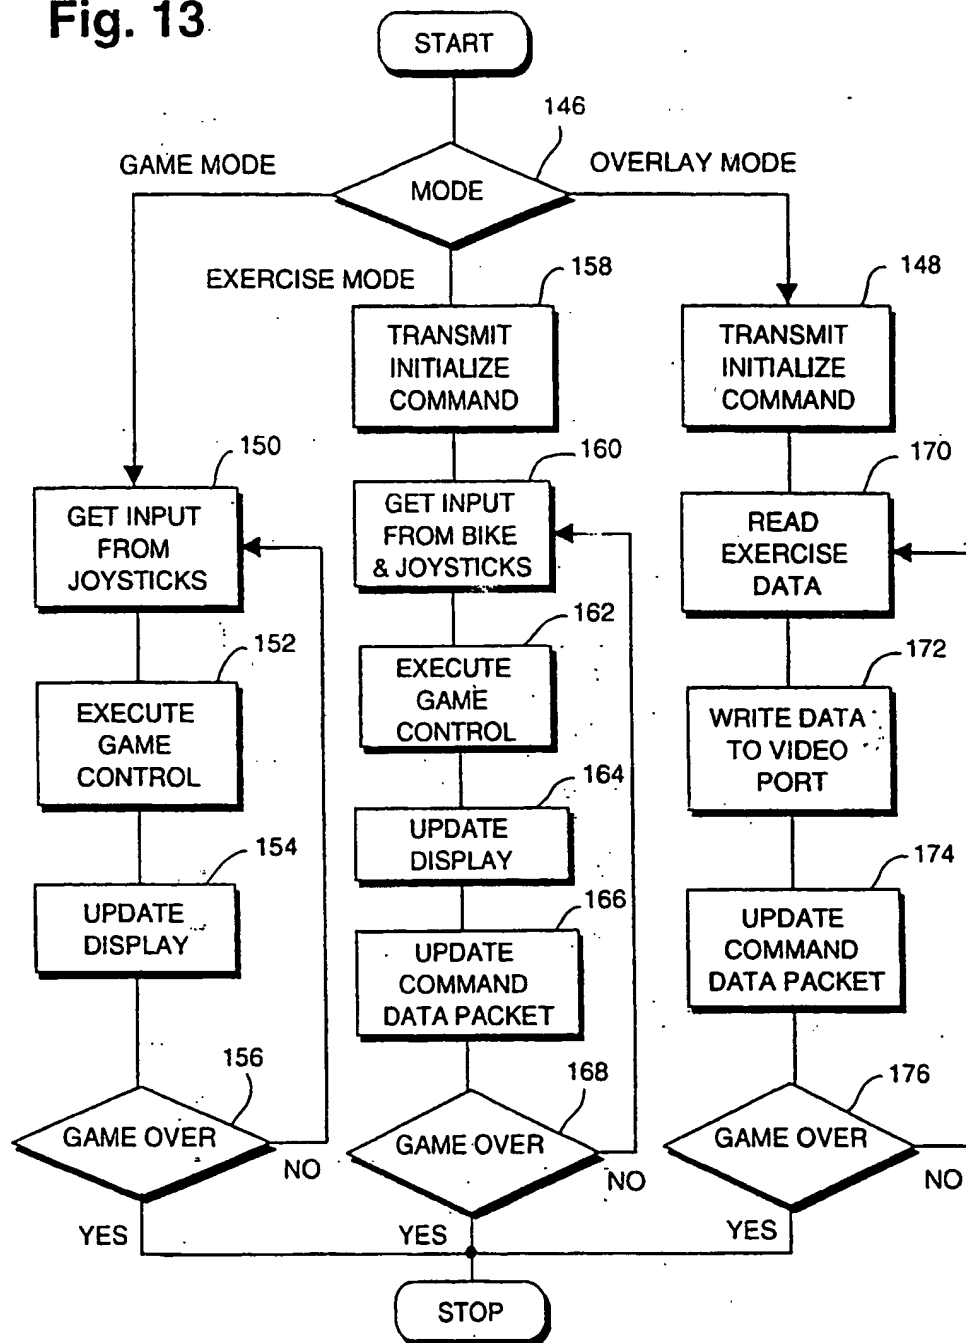 Fig. 13
START
146
GAME MODE
MODE
OVERLAY MODE
EXERCISE MODE
158
TRANSMIT
INITIALIZE
COMMAND
148
TRANSMIT
INITIALIZE
COMMAND
150
GET INPUT
FROM
JOYSTICKS
160
GET INPUT
FROM BIKE
& JOYSTICKS
170
READ
EXERCISE
DATA
152
EXECUTE
GAME
CONTROL
162
EXECUTE
GAME
CONTROL
172
WRITE DATA
TO VIDEO
PORT
154
UPDATE
DISPLAY
164
UPDATE
DISPLAY
166
UPDATE
COMMAND
DATA PACKET
174
UPDATE
COMMAND
DATA PACKET
156
GAME OVER
NO
YES
168
GAME OVER
NO
YES
176
GAME OVER
NO
YES
STOP